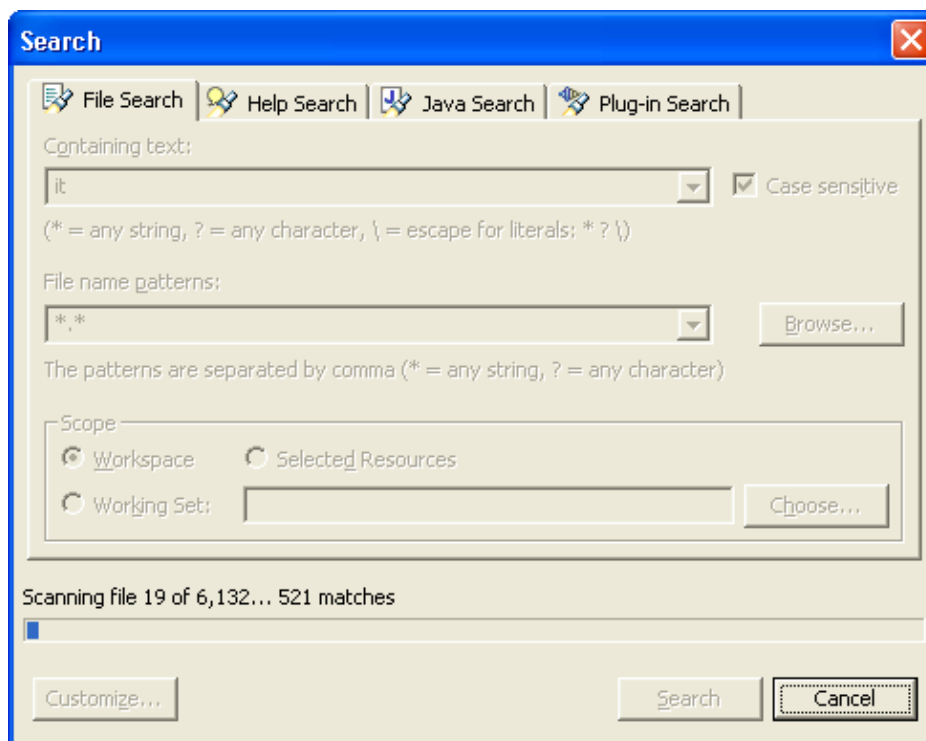 Search
File Search Help Search Java Search Plug-in Search
Containing text:
it Case sensitive
(* = any string, ? = any character, \ = escape for literals: * ? \)
File name patterns:
*.* Browse...
The patterns are separated by comma (* = any string, ? = any character)
Scope
Workspace Selected Resources
Working Set: Choose...
Scanning file 19 of 6,132... 521 matches
Customize... Search Cancel